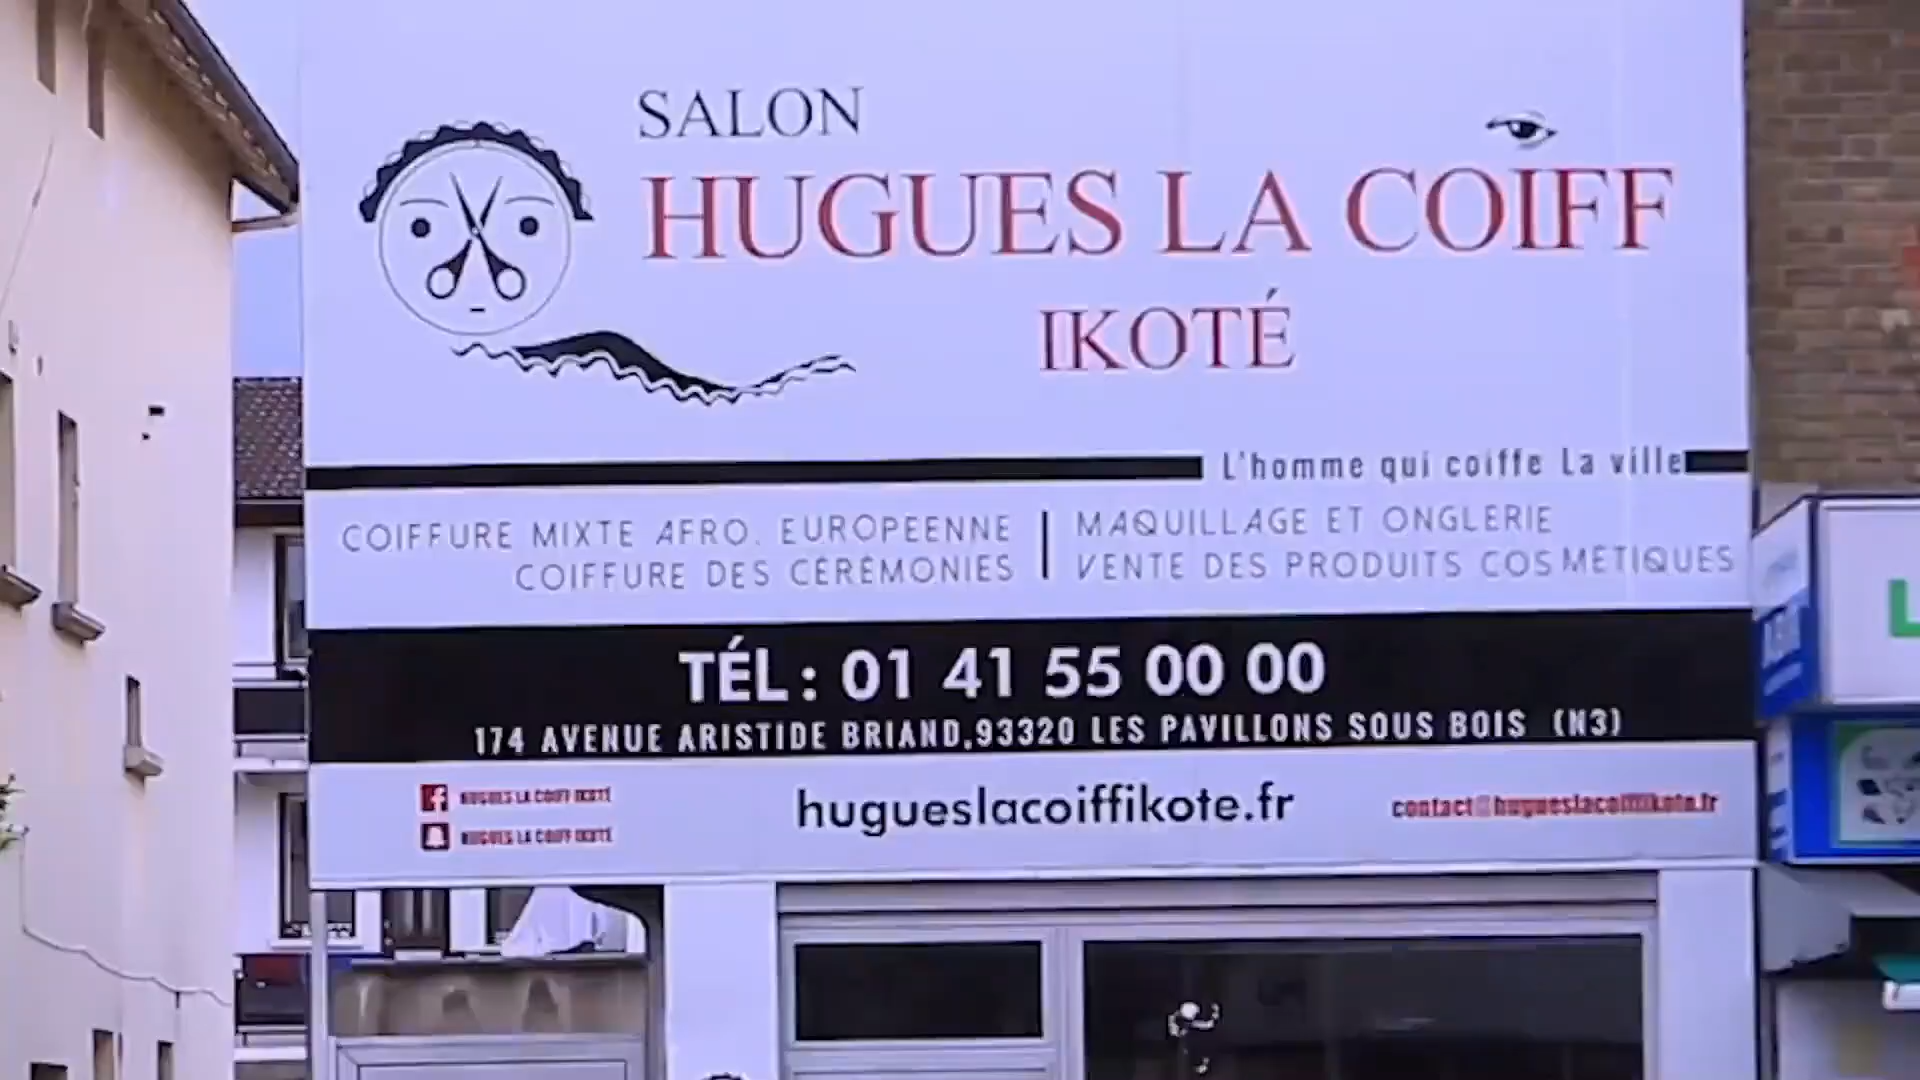 SALON
HUGUES LA COIFF
IKOTÉ
L'homme qui coiffe La ville
COIFFURE MIXTE AFRO. EUROPEENNE
COIFFURE DES CÉRÉMONIES
MAQUILLAGE ET ONGLERIE
VENTE DES PRODUITS COSMÉTIQUES
TÉL : 01 41 55 00 00
174 AVENUE ARISTIDE BRIAND.93320 LES PAVILLONS SOUS BOIS (N3)
HUGUES LA COIFF IKOTÉ
HUGUES LA COIFF IKOTÉ
hugueslacoiffikote.fr
contact@hugueslacoiffikote.fr